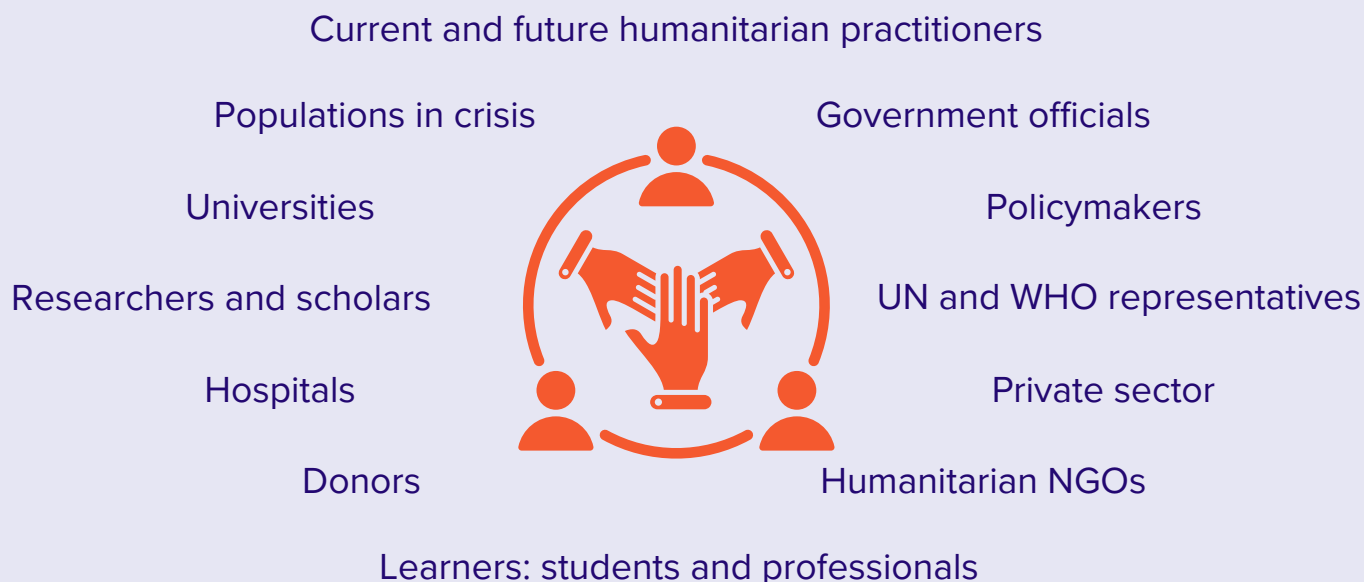 Current and future humanitarian practitioners
Populations in crisis
Government officials
Universities
Policymakers
Researchers and scholars
UN and WHO representatives
Hospitals
Private sector
Donors
Humanitarian NGOs
Learners: students and professionals